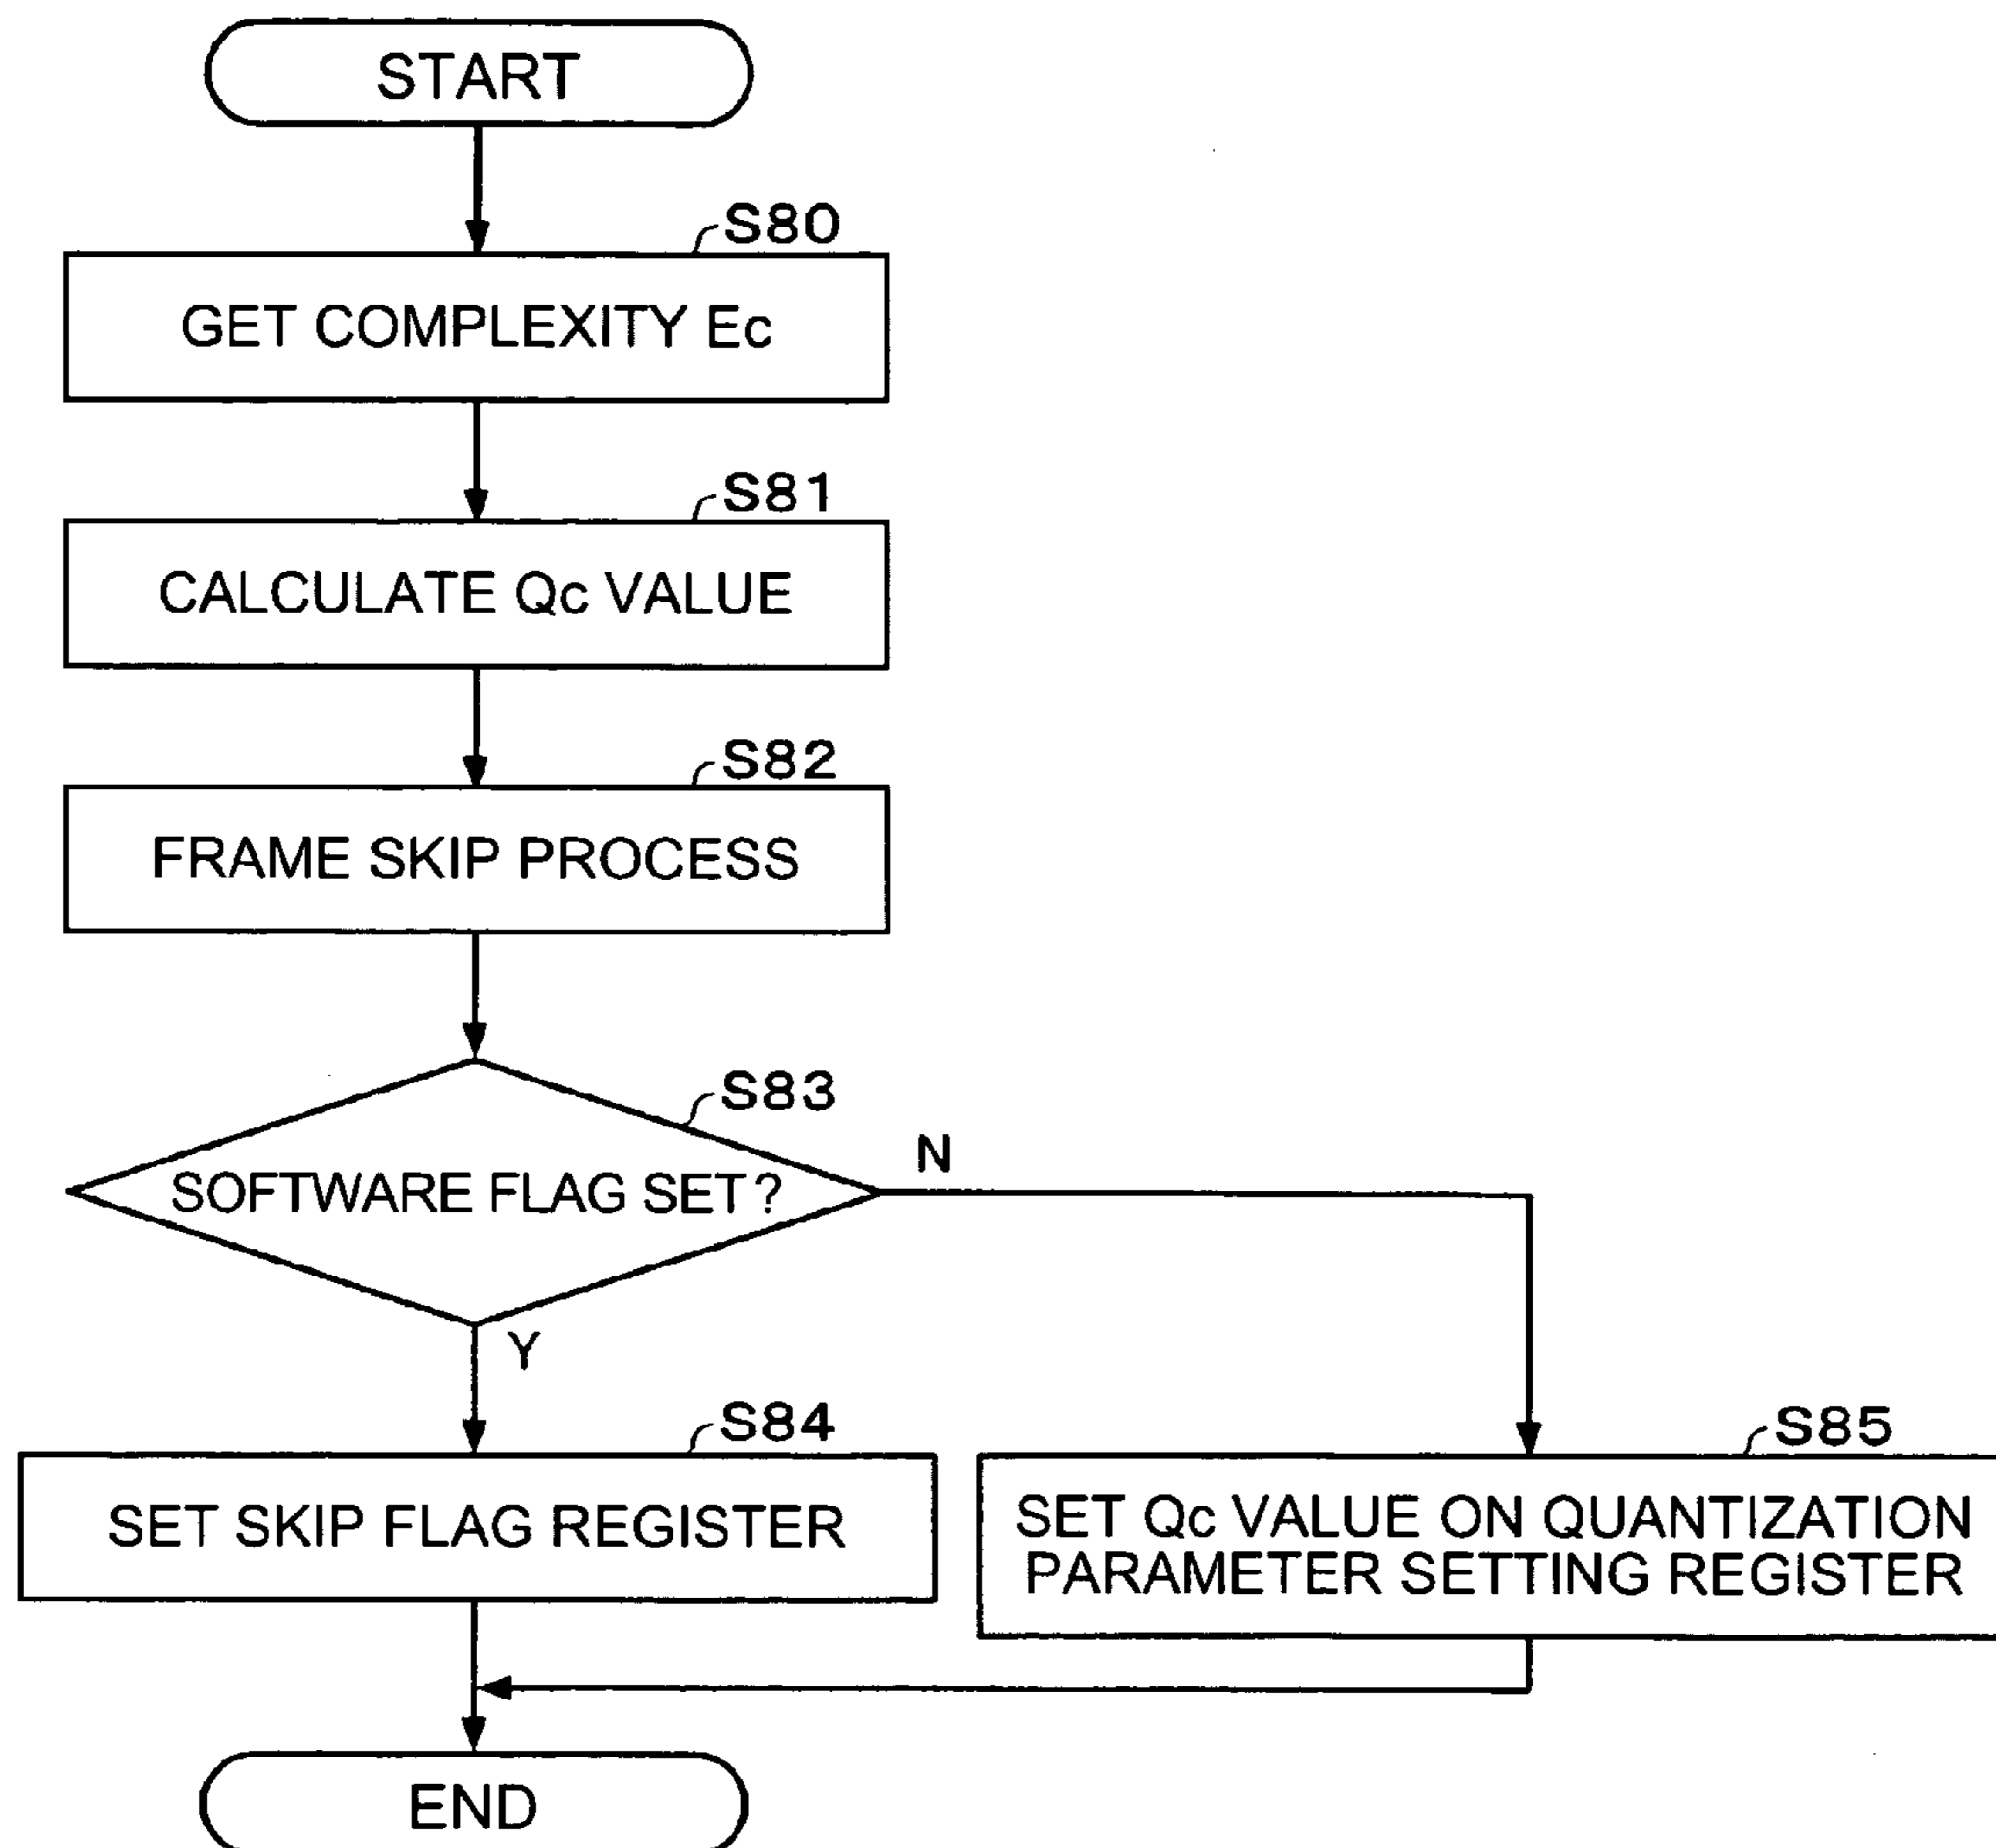 START
S80
GET COMPLEXITY Ec
S81
CALCULATE Qc VALUE
S82
FRAME SKIP PROCESS
S83
SOFTWARE FLAG SET?
N
Y
S84
SET SKIP FLAG REGISTER
S85
SET Qc VALUE ON QUANTIZATION
PARAMETER SETTING REGISTER
END